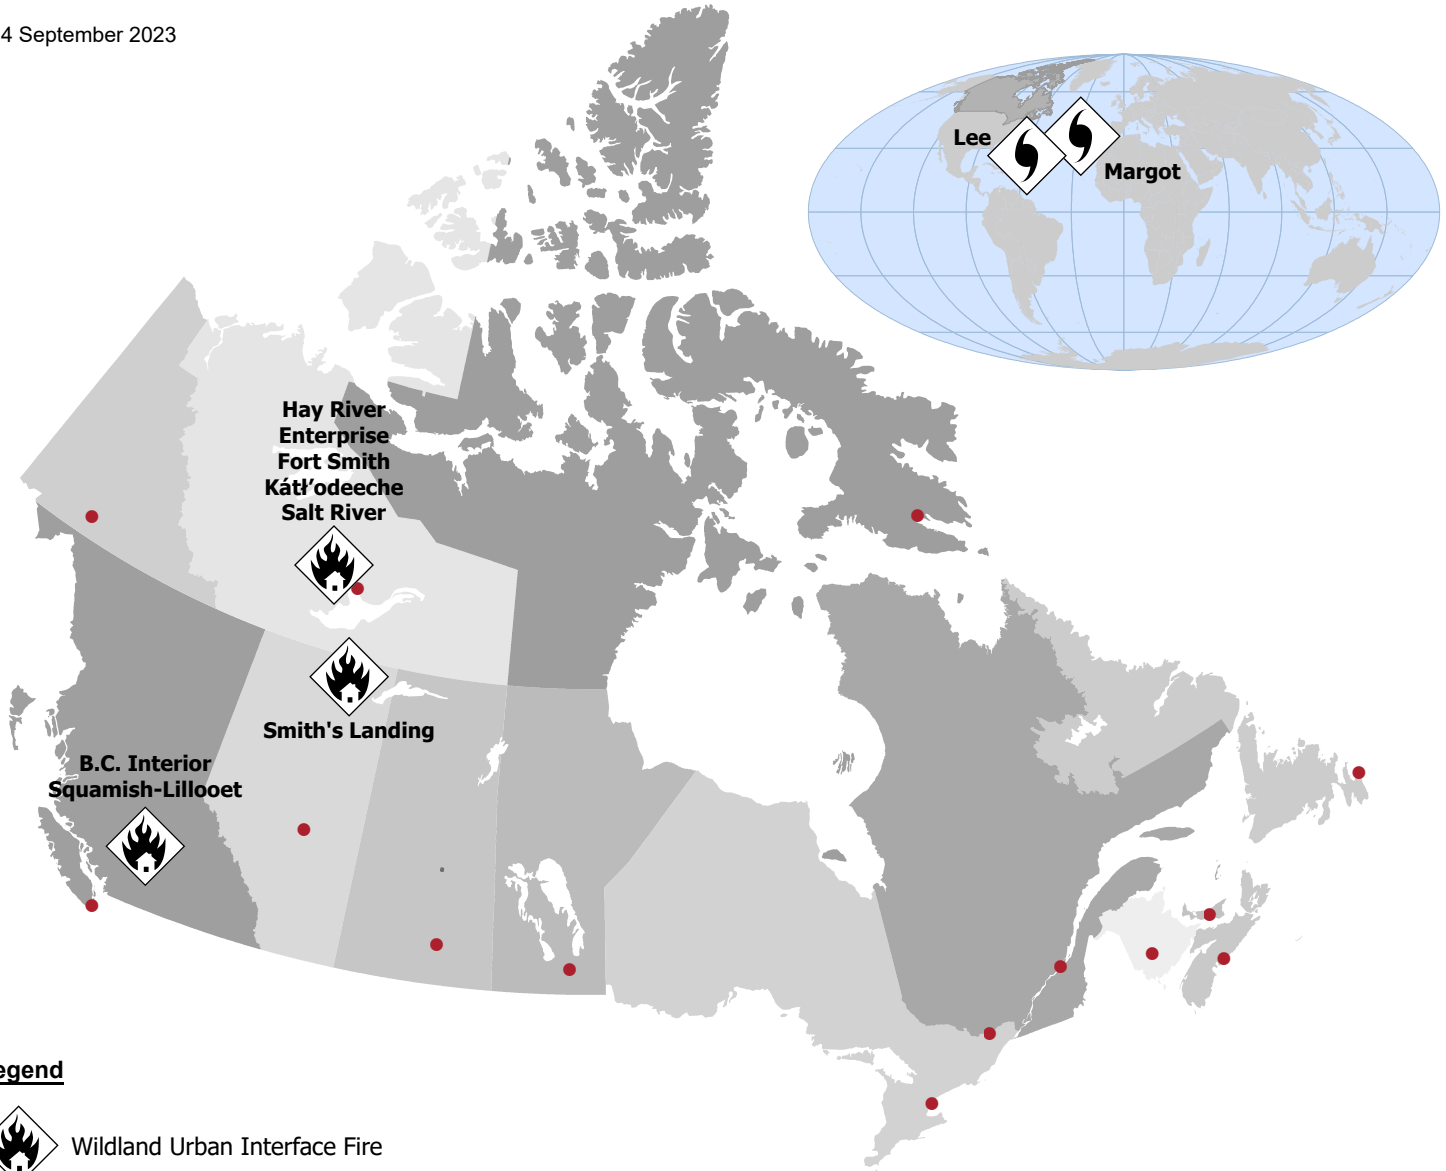 4 September 2023
Lee
Margot
Hay River
Enterprise
Fort Smith
Kátł’odeeche
Salt River
Smith's Landing
B.C. Interior
Squamish-Lillooet
egend
Wildland Urban Interface Fire